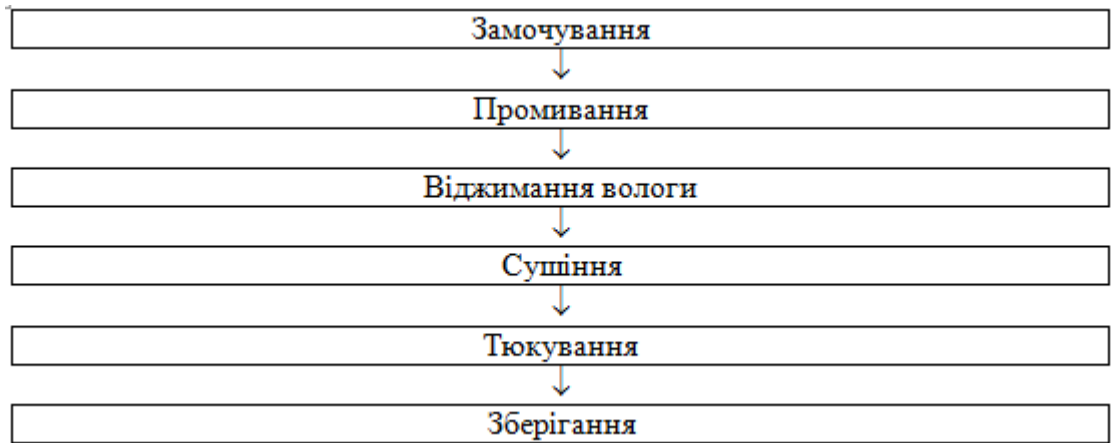 Замочування
Промивання
Віджимання вологи
Сушіння
Тюкування
Зберігання